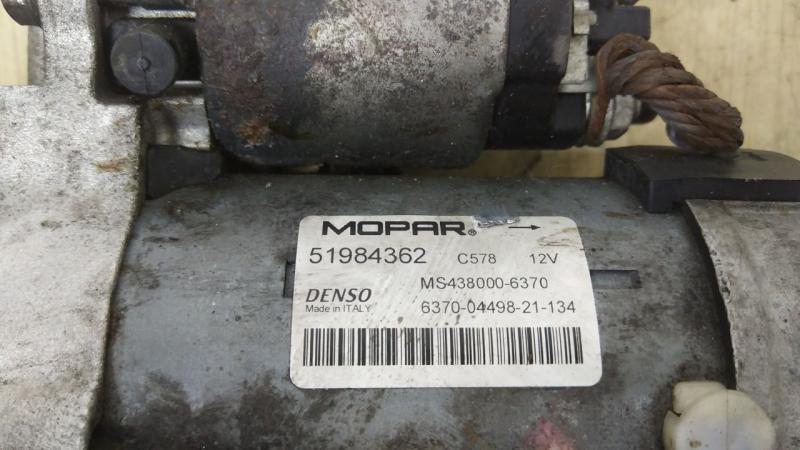 MOPAR®
51984362 C578 12V
MS438000-6370
DENSO
Made in ITALY 6370-04498-21-134